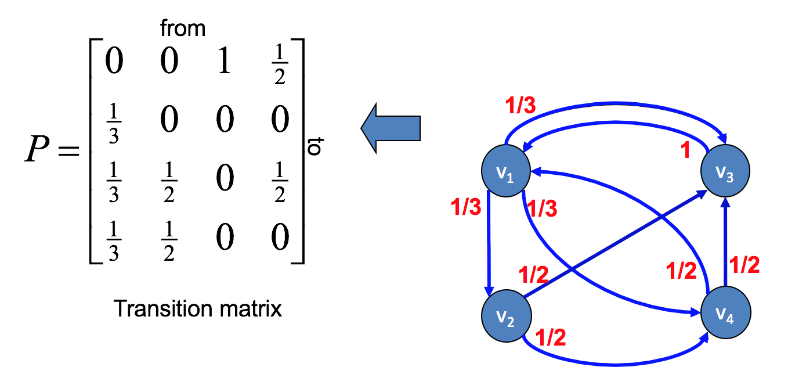 from
P = [ 0 0 1 1/2
1/3 0 0 0
1/3 1/2 0 1/2
1/3 1/2 0 0 ]
to
Transition matrix
1/3
1
v1
v3
1/3
1/3
1/2
1/2
1/2
v2
v4
1/2